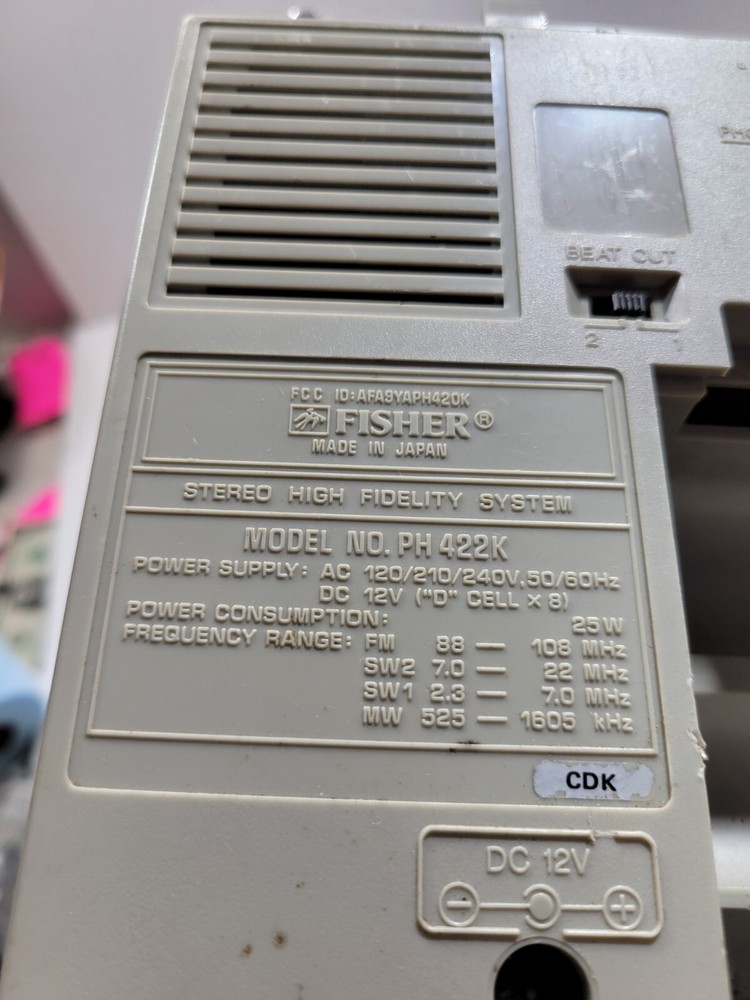 BEAT CUT
2 1
FCC ID:AFA9YAPH420K
FISHER®
MADE IN JAPAN
STEREO HIGH FIDELITY SYSTEM
MODEL NO. PH 422K
POWER SUPPLY: AC 120/210/240V, 50/60Hz
DC 12V ("D" CELL × 8)
POWER CONSUMPTION: 25W
FREQUENCY RANGE: FM 88 — 108 MHz
SW2 7.0 — 22 MHz
SW1 2.3 — 7.0 MHz
MW 525 — 1605 kHz
CDK
DC 12V